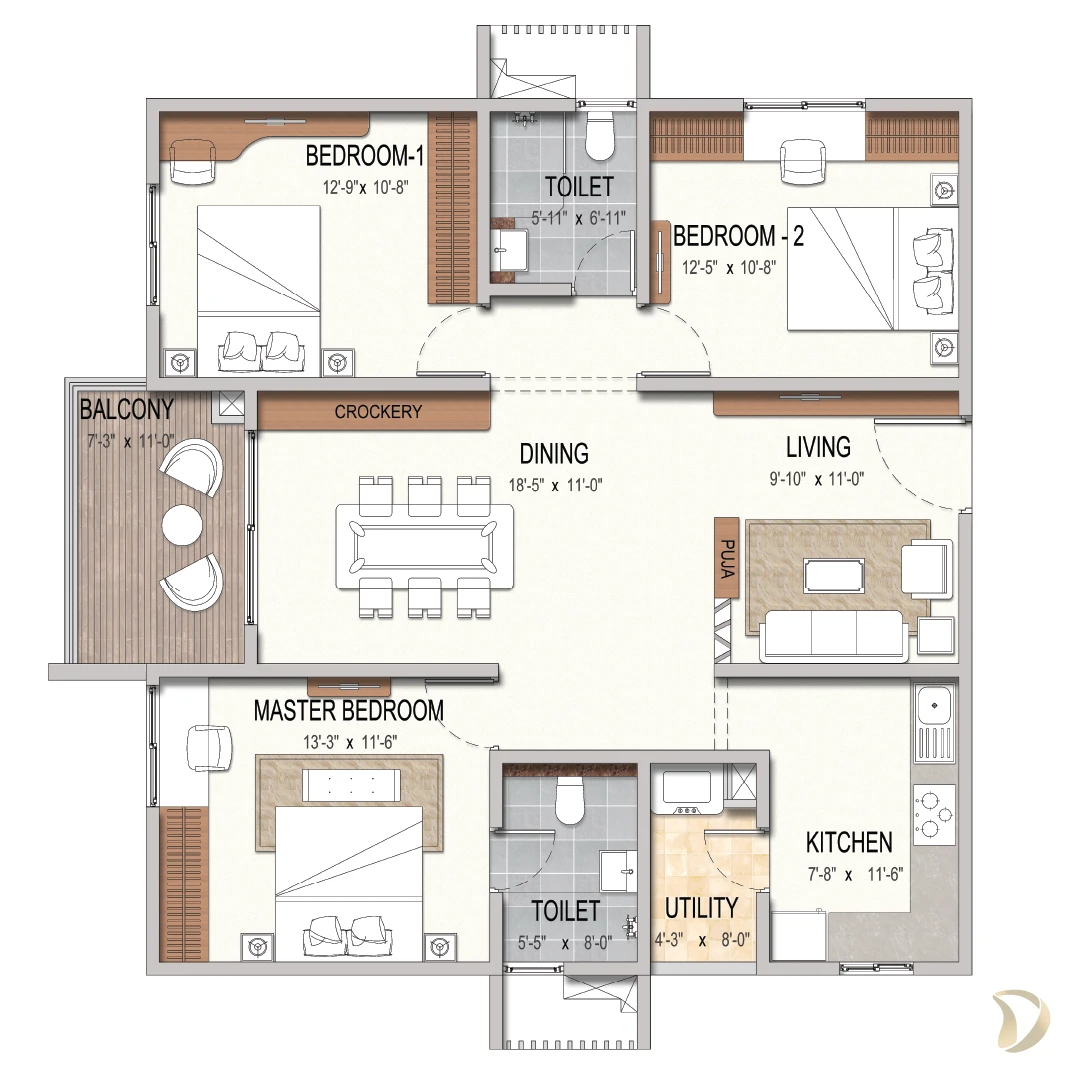 BEDROOM-1
12'-9"x 10'-8"
TOILET
5'-11" x 6'-11"
BEDROOM - 2
12'-5" x 10'-8"
BALCONY
7'-3" x 11'-0"
CROCKERY
DINING
18'-5" x 11'-0"
LIVING
9'-10" x 11'-0"
PUJA
MASTER BEDROOM
13'-3" x 11'-6"
KITCHEN
7'-8" x 11'-6"
TOILET
5'-5" x 8'-0"
UTILITY
4'-3" x 8'-0"